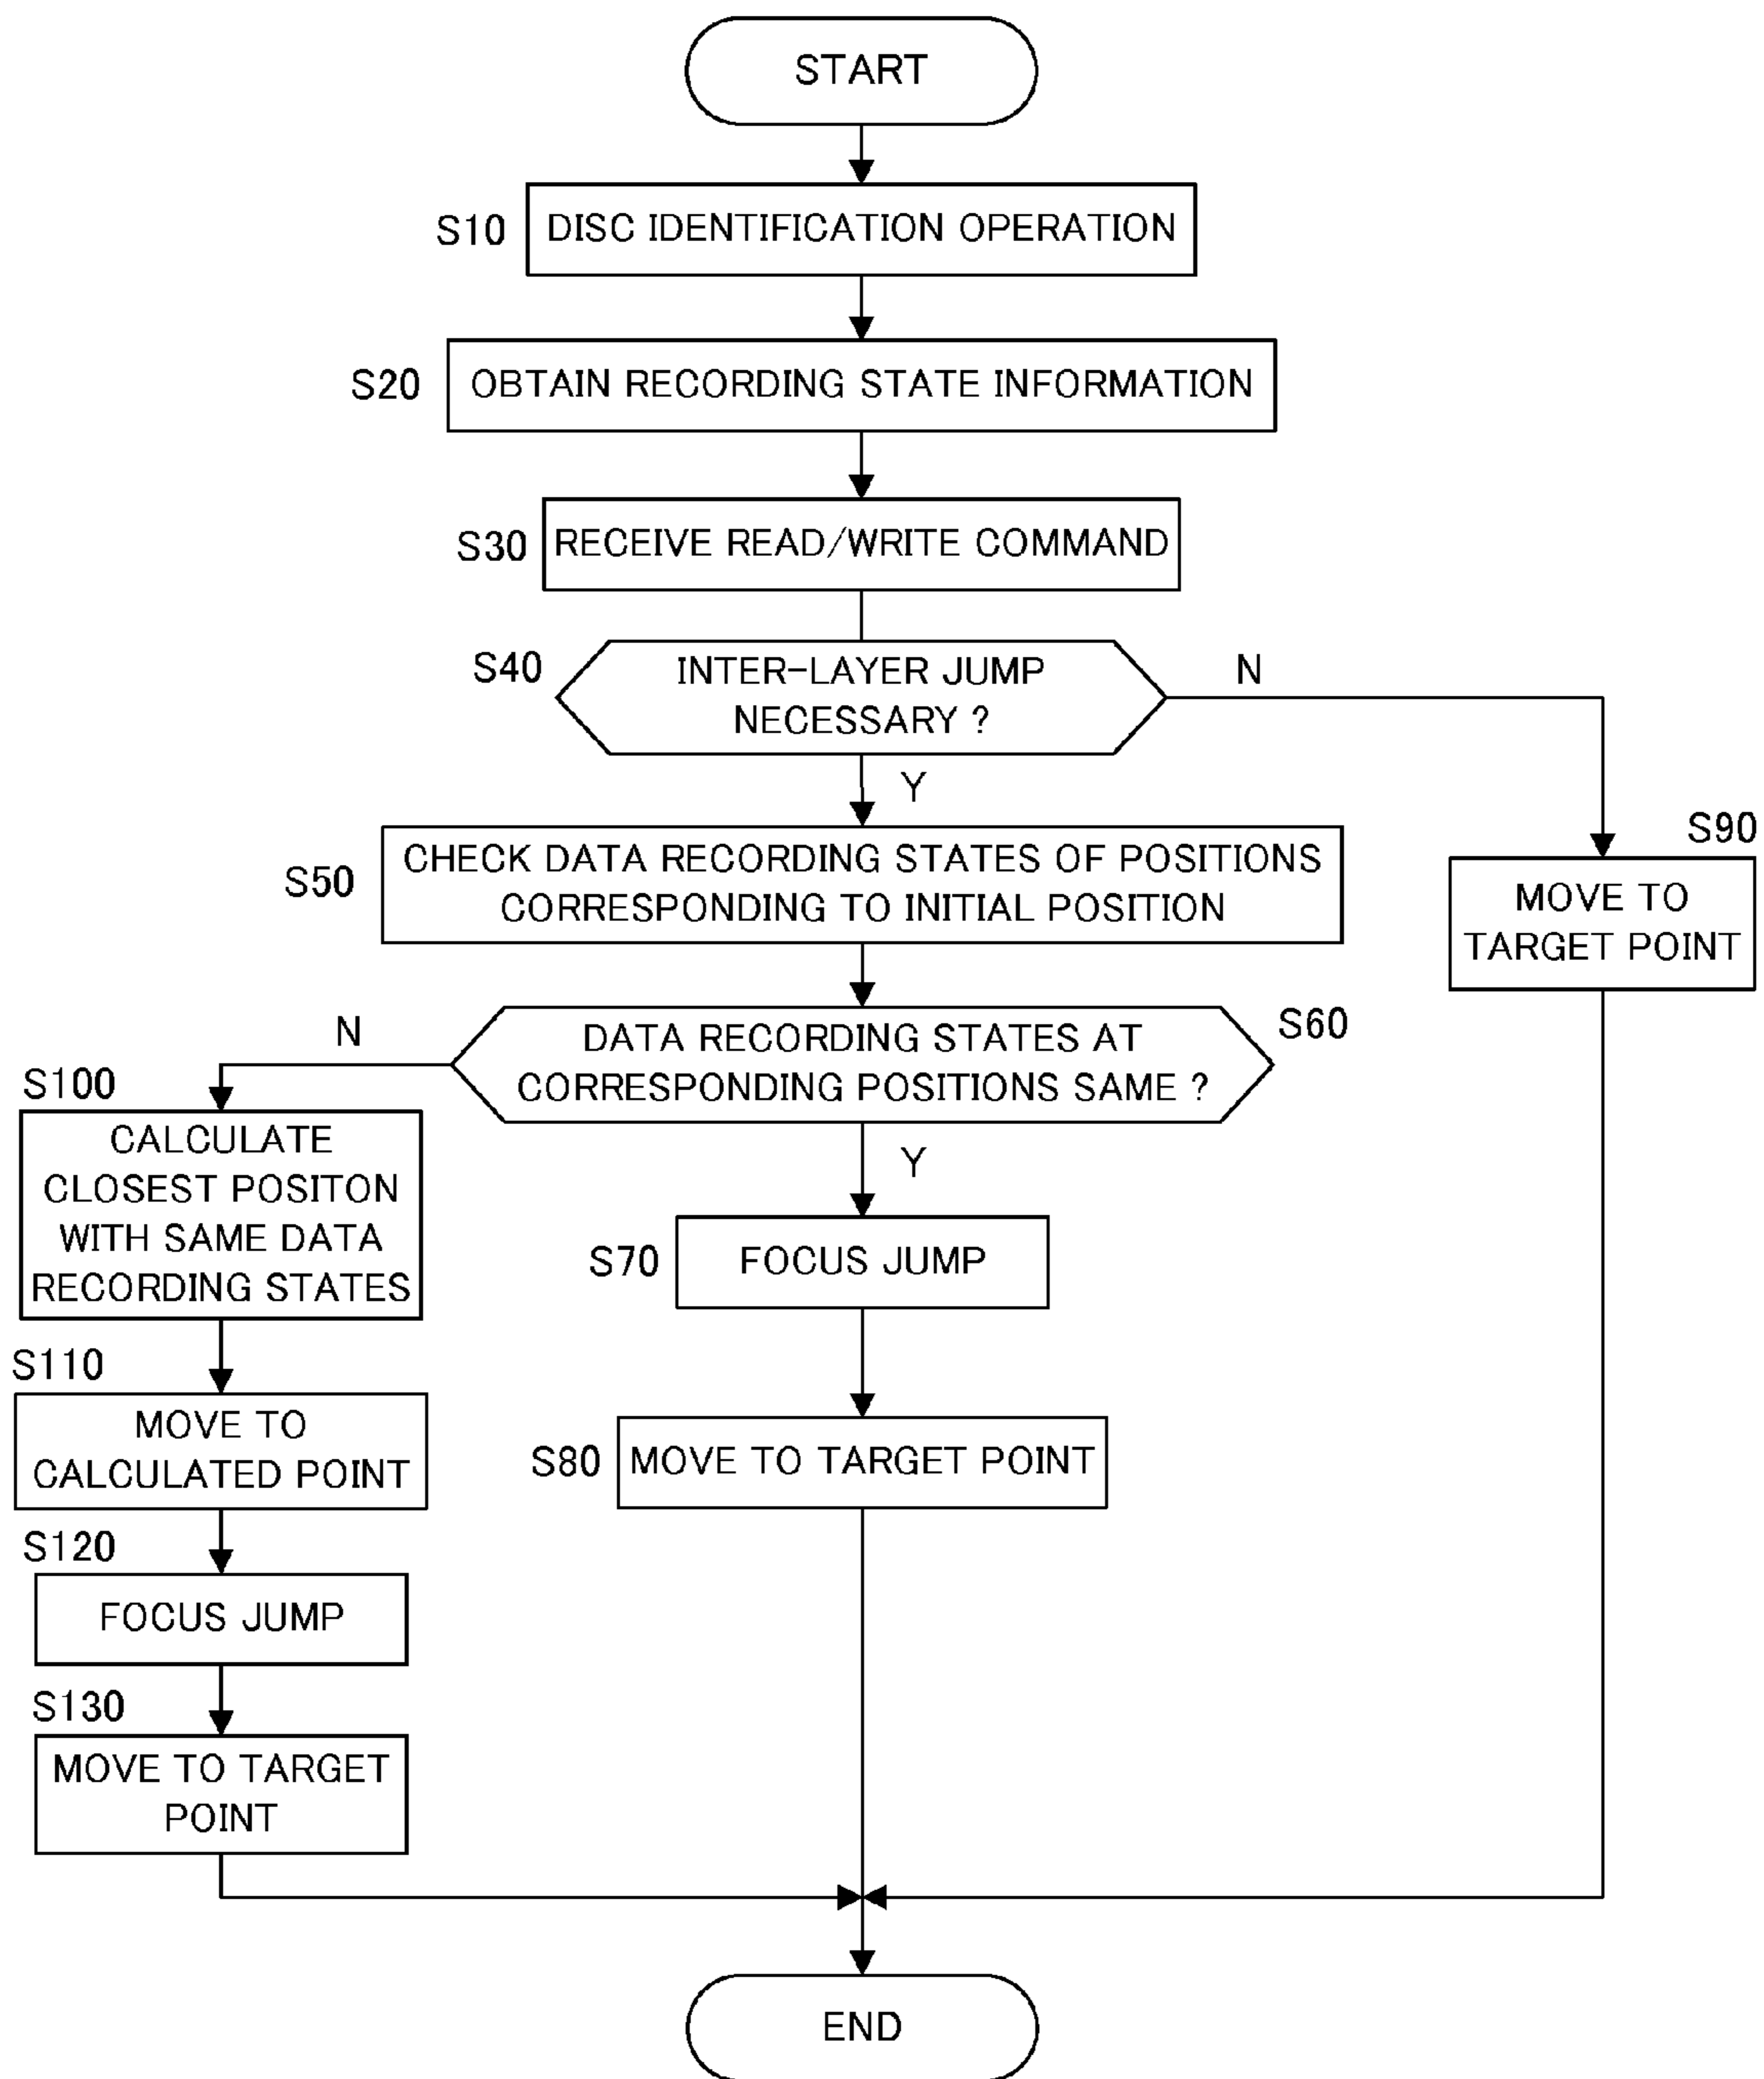 START
S10
DISC IDENTIFICATION OPERATION
S20
OBTAIN RECORDING STATE INFORMATION
S30
RECEIVE READ/WRITE COMMAND
S40
INTER-LAYER JUMP
NECESSARY ?
N
Y
S50
CHECK DATA RECORDING STATES OF POSITIONS
CORRESPONDING TO INITIAL POSITION
S90
MOVE TO
TARGET POINT
S60
DATA RECORDING STATES AT
CORRESPONDING POSITIONS SAME ?
N
Y
S100
CALCULATE
CLOSEST POSITON
WITH SAME DATA
RECORDING STATES
S70
FOCUS JUMP
S110
MOVE TO
CALCULATED POINT
S80
MOVE TO TARGET POINT
S120
FOCUS JUMP
S130
MOVE TO TARGET
POINT
END